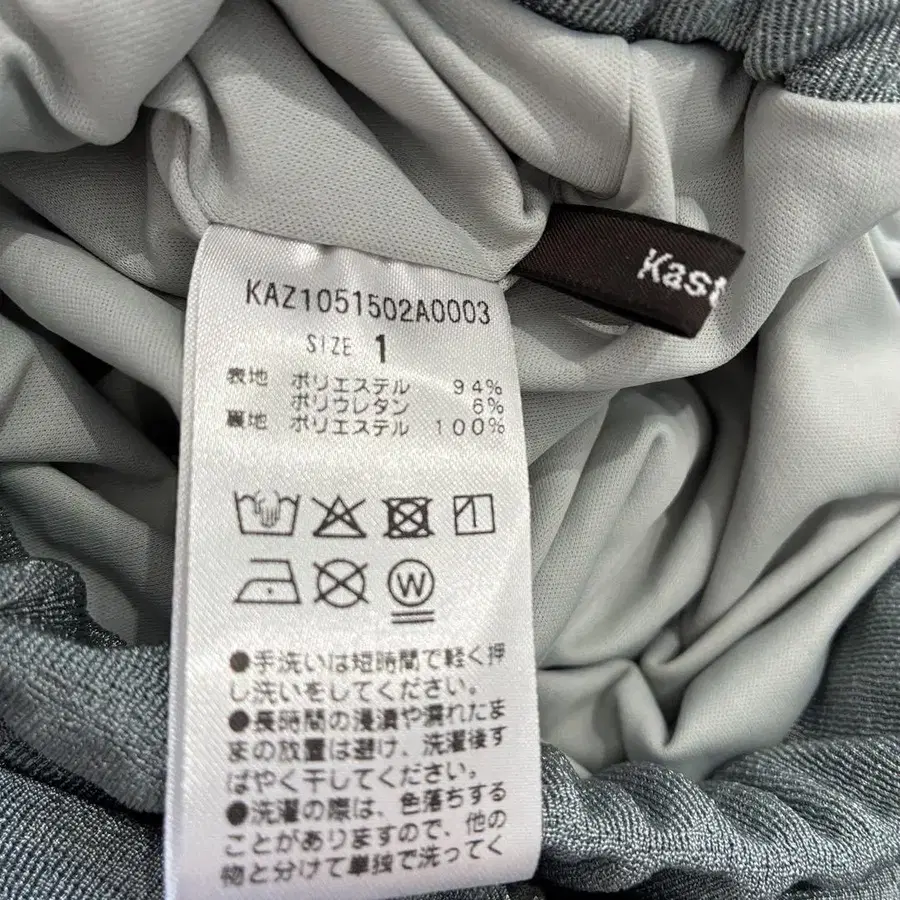 Kast
KAZ1051502A0003
SIZE 1
表地 ポリエステル 94%
ポリウレタン 6%
裏地 ポリエステル 100%
W
●手洗いは短時間で軽く押
し洗いをしてください。
●長時間の浸漬や濡れたま
まの放置は避け、洗濯後す
ばやく干してください。
●洗濯の際は、色落ちする
ことがありますので、他の
物と分けて単独で洗ってく